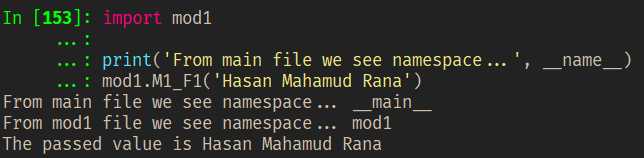 In [153]: import mod1
...:
...: print('From main file we see namespace...', __name__)
...: mod1.M1_F1('Hasan Mahamud Rana')
From main file we see namespace... __main__
From mod1 file we see namespace... mod1
The passed value is Hasan Mahamud Rana